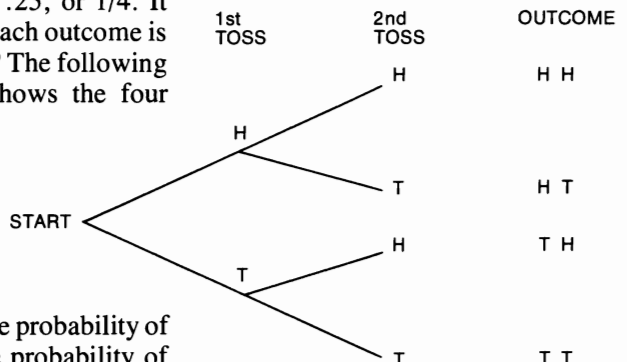 .25, or 1/4. It
each outcome is
The following
shows the four
1st
TOSS
2nd
TOSS
OUTCOME
H
H H
H
T
H T
START
H
T H
T
T
T T
e probability of
probability of